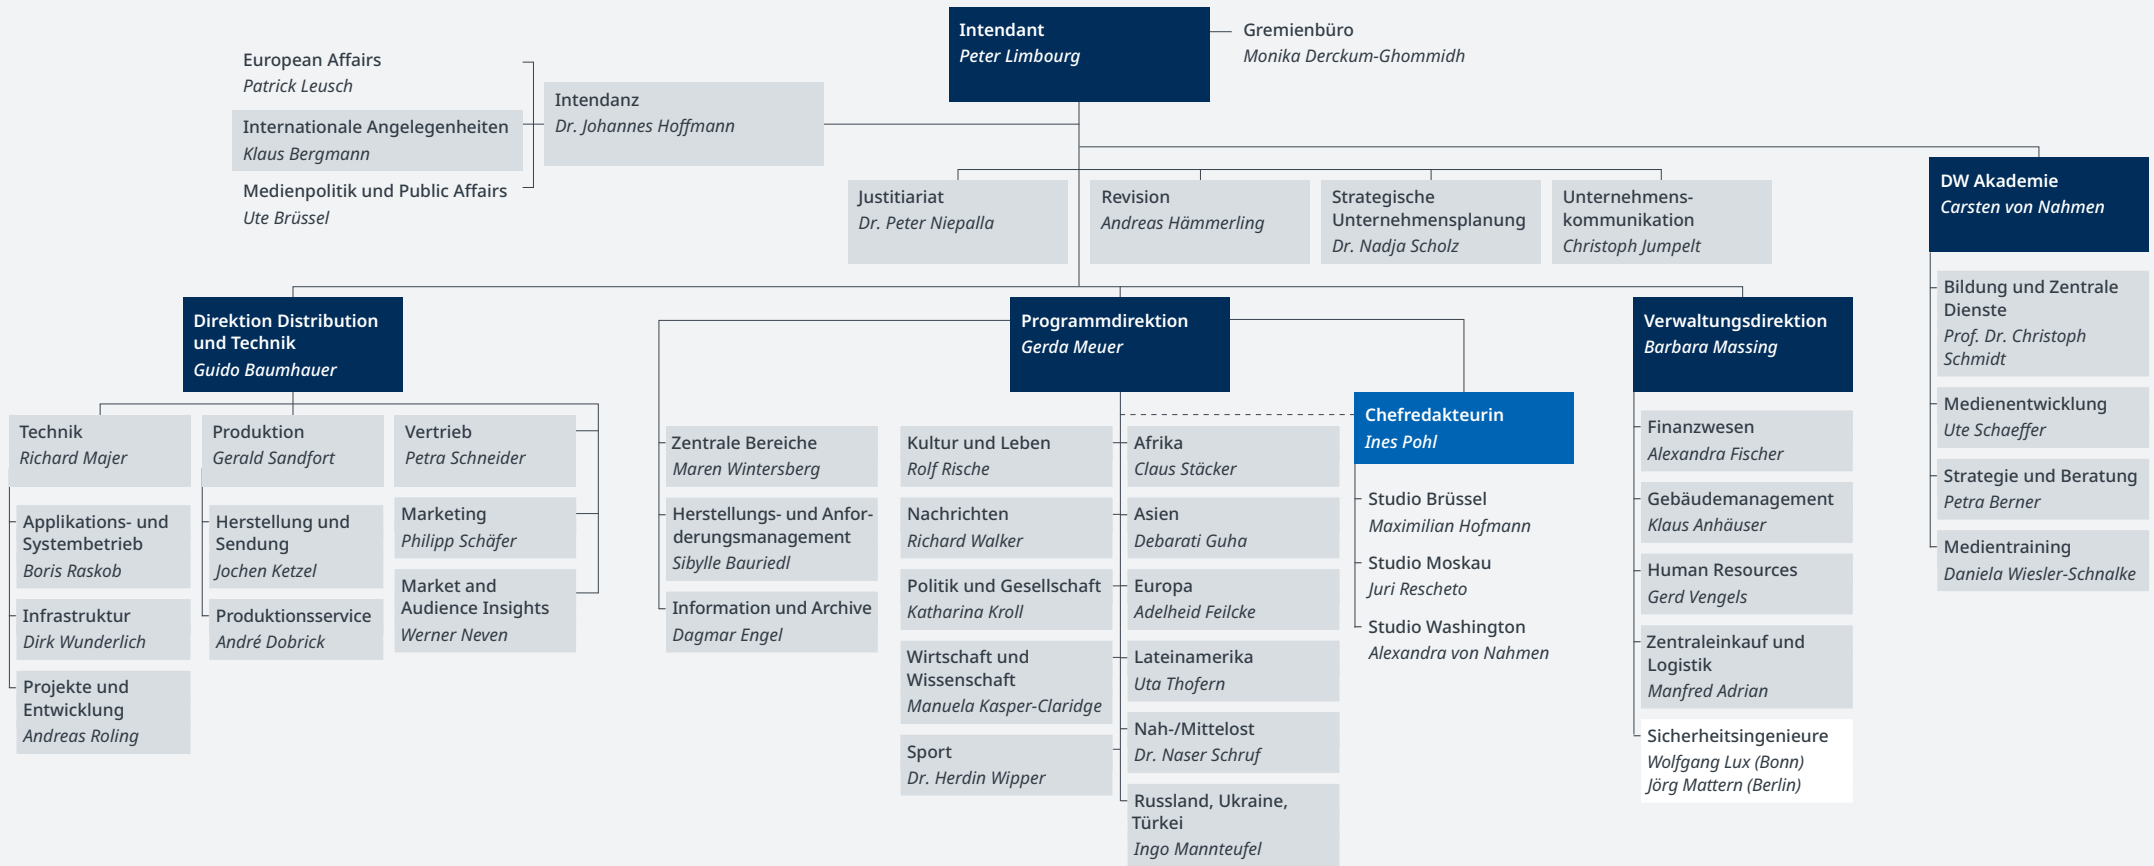 Intendant
Peter Limbourg
Gremienbüro
Monika Derckum-Ghommidh
European Affairs
Patrick Leusch
Internationale Angelegenheiten
Klaus Bergmann
Medienpolitik und Public Affairs
Ute Brüssel
Intendanz
Dr. Johannes Hoffmann
Justitiariat
Dr. Peter Niepalla
Revision
Andreas Hämmerling
Strategische
Unternehmensplanung
Dr. Nadja Scholz
Unternehmens-
kommunikation
Christoph Jumpelt
DW Akademie
Carsten von Nahmen
Bildung und Zentrale
Dienste
Prof. Dr. Christoph
Schmidt
Medienentwicklung
Ute Schaeffer
Strategie und Beratung
Petra Berner
Medientraining
Daniela Wiesler-Schnalke
Direktion Distribution
und Technik
Guido Baumhauer
Technik
Richard Majer
Applikations- und
Systembetrieb
Boris Raskob
Infrastruktur
Dirk Wunderlich
Projekte und
Entwicklung
Andreas Roling
Produktion
Gerald Sandfort
Herstellung und
Sendung
Jochen Ketzel
Produktionsservice
André Dobrick
Vertrieb
Petra Schneider
Marketing
Philipp Schäfer
Market and
Audience Insights
Werner Neven
Programmdirektion
Gerda Meuer
Zentrale Bereiche
Maren Wintersberg
Herstellungs- und Anfor-
derungsmanagement
Sibylle Bauriedl
Information und Archive
Dagmar Engel
Kultur und Leben
Rolf Rische
Nachrichten
Richard Walker
Politik und Gesellschaft
Katharina Kroll
Wirtschaft und
Wissenschaft
Manuela Kasper-Claridge
Sport
Dr. Herdin Wipper
Afrika
Claus Stäcker
Asien
Debarati Guha
Europa
Adelheid Feilcke
Lateinamerika
Uta Thofern
Nah-/Mittelost
Dr. Naser Schruf
Russland, Ukraine,
Türkei
Ingo Mannteufel
Chefredakteurin
Ines Pohl
Studio Brüssel
Maximilian Hofmann
Studio Moskau
Juri Rescheto
Studio Washington
Alexandra von Nahmen
Verwaltungsdirektion
Barbara Massing
Finanzwesen
Alexandra Fischer
Gebäudemanagement
Klaus Anhäuser
Human Resources
Gerd Vengels
Zentraleinkauf und
Logistik
Manfred Adrian
Sicherheitsingenieure
Wolfgang Lux (Bonn)
Jörg Mattern (Berlin)